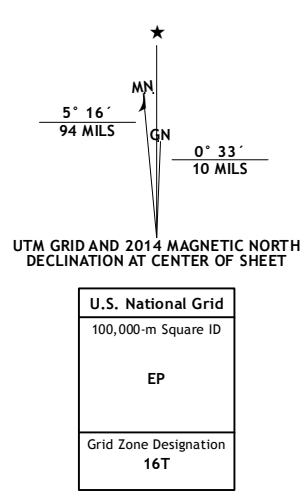 ★
MN.
5° 16´
94 MILS
GN
0° 33´
10 MILS
UTM GRID AND 2014 MAGNETIC NORTH
DECLINATION AT CENTER OF SHEET
U.S. National Grid
100,000-m Square ID
EP
Grid Zone Designation
16T